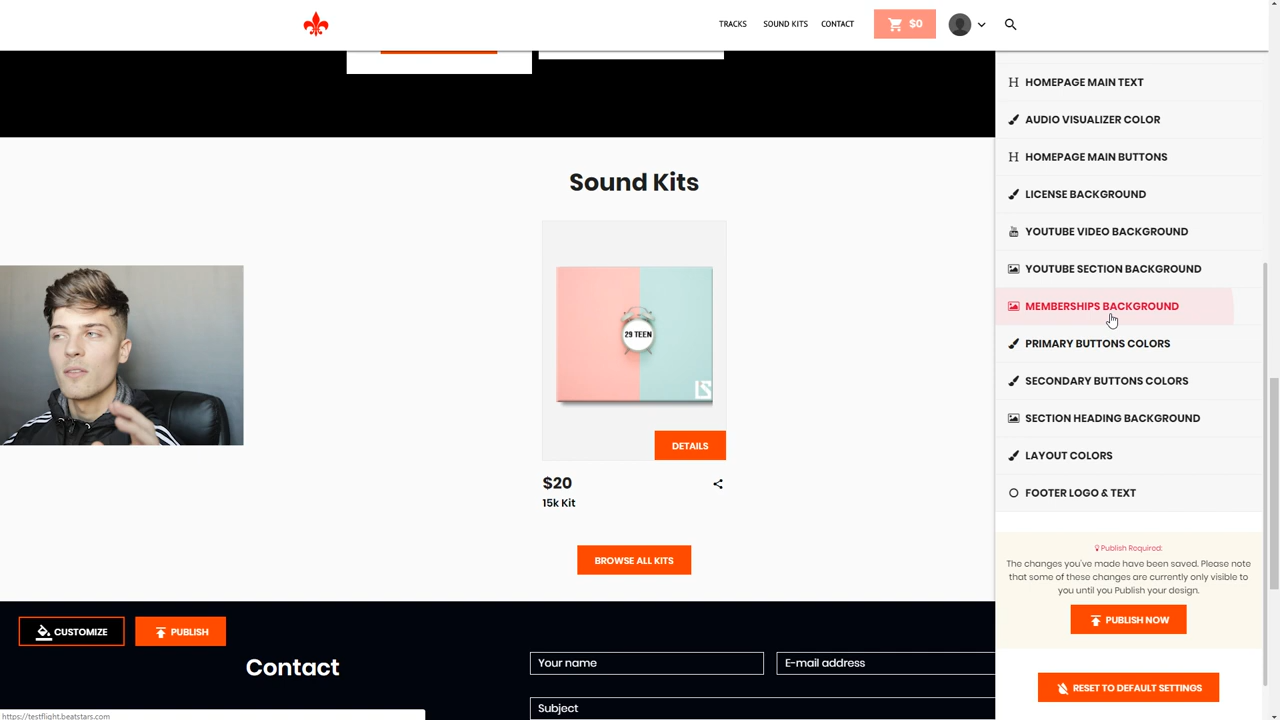 TRACKS
SOUND KITS
CONTACT
$0
HOMEPAGE MAIN TEXT
AUDIO VISUALIZER COLOR
HOMEPAGE MAIN BUTTONS
LICENSE BACKGROUND
YOUTUBE VIDEO BACKGROUND
YOUTUBE SECTION BACKGROUND
MEMBERSHIPS BACKGROUND
PRIMARY BUTTONS COLORS
SECONDARY BUTTONS COLORS
SECTION HEADING BACKGROUND
LAYOUT COLORS
FOOTER LOGO & TEXT
Publish Required:
The changes you've made have been saved. Please note
that some of these changes are currently only visible to
you until you Publish your design.
PUBLISH NOW
RESET TO DEFAULT SETTINGS
Sound Kits
29 TEEN
DETAILS
$20
15k Kit
BROWSE ALL KITS
CUSTOMIZE
PUBLISH
Contact
Your name
E-mail address
Subject
https://testflight.beatstars.com